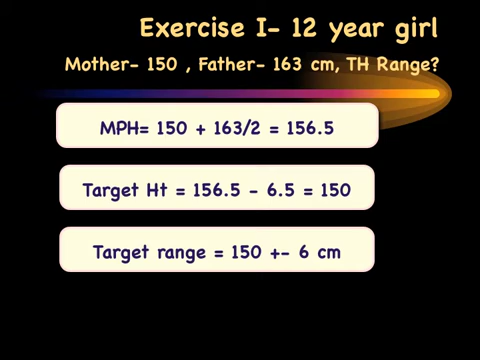 Exercise I- 12 year girl
Mother- 150 , Father- 163 cm, TH Range?
MPH= 150 + 163/2 = 156.5
Target Ht = 156.5 - 6.5 = 150
Target range = 150 +- 6 cm